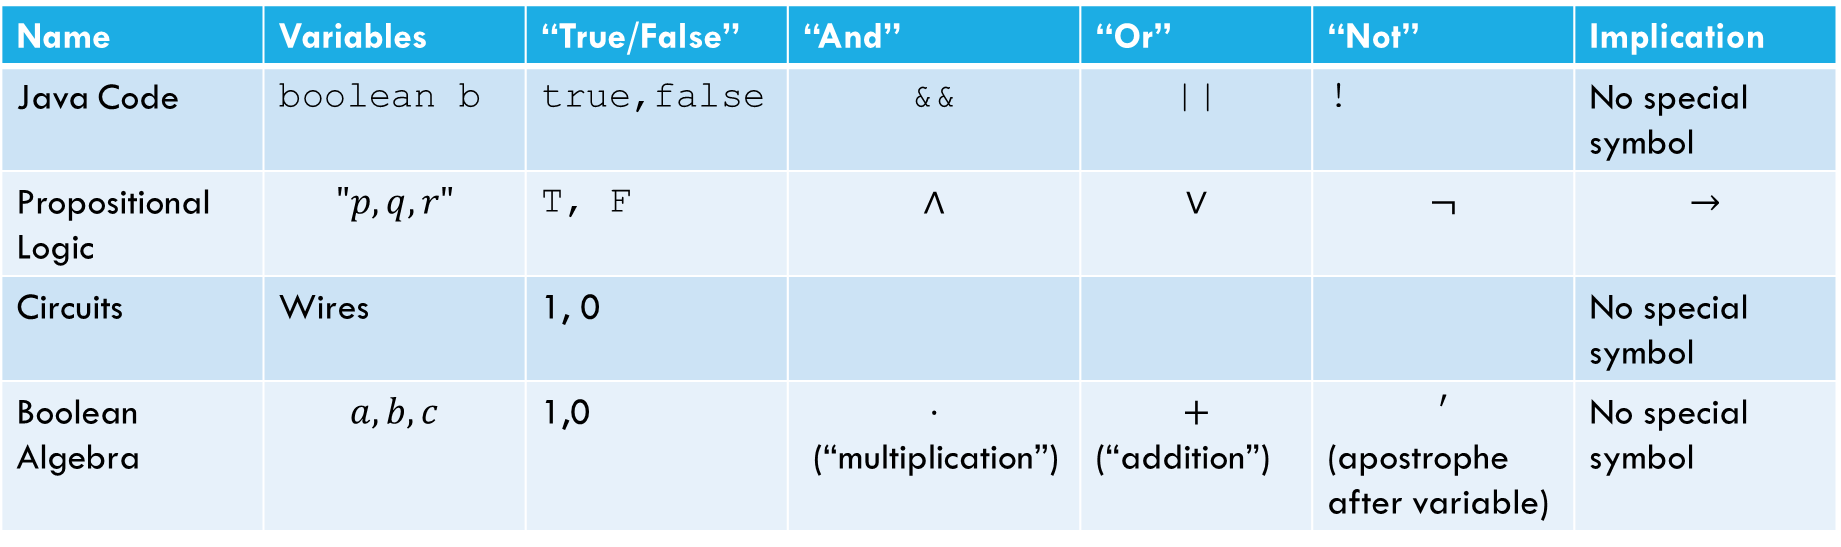 Name Variables “True/False” “And” “Or” “Not” Implication
Java Code boolean b true,false && || ! No special
symbol
Propositional "p, q, r" T, F ∧ ∨ ¬ →
Logic
Circuits Wires 1, 0 No special
symbol
Boolean a, b, c 1,0 · + ′ No special
Algebra (“multiplication”) (“addition”) (apostrophe symbol
after variable)